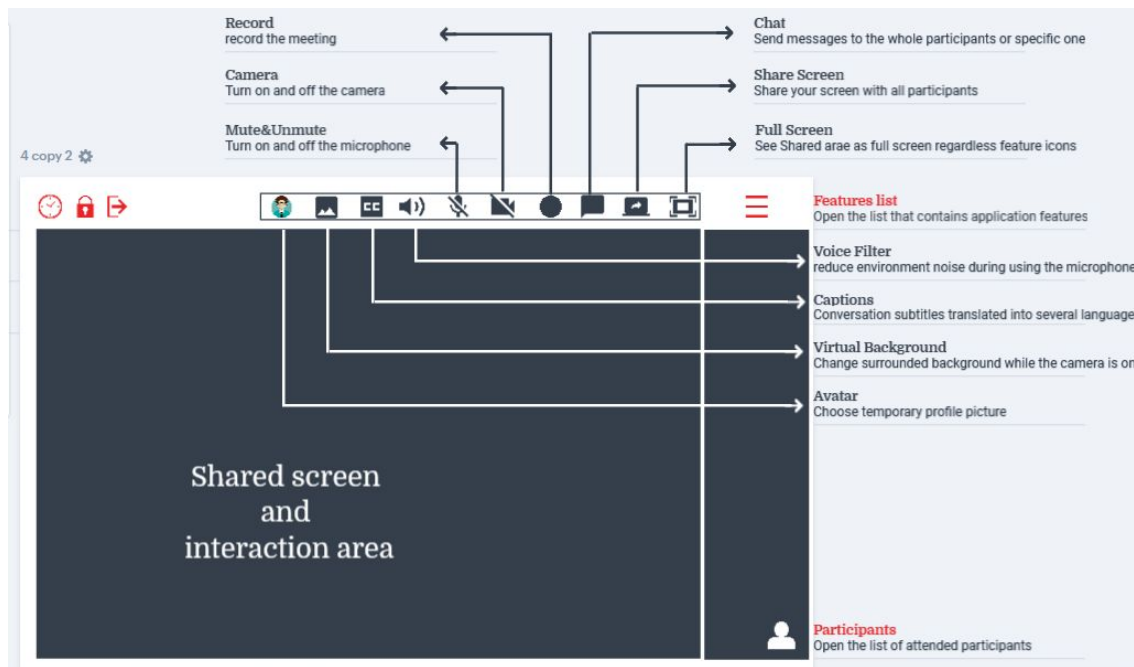 Record
record the meeting
Camera
Turn on and off the camera
Mute&Unmute
Turn on and off the microphone
Chat
Send messages to the whole participants or specific one
Share Screen
Share your screen with all participants
Full Screen
See Shared arae as full screen regardless feature icons
4 copy 2
CC
Features list
Open the list that contains application features
Voice Filter
reduce environment noise during using the microphone
Captions
Conversation subtitles translated into several language
Virtual Background
Change surrounded background while the camera is on
Avatar
Choose temporary profile picture
Shared screen
and
interaction area
Participants
Open the list of attended participants